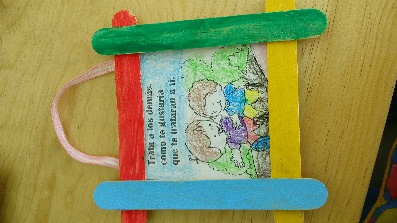 Trata a los demás,
como te gustaría
que te trataran a ti.